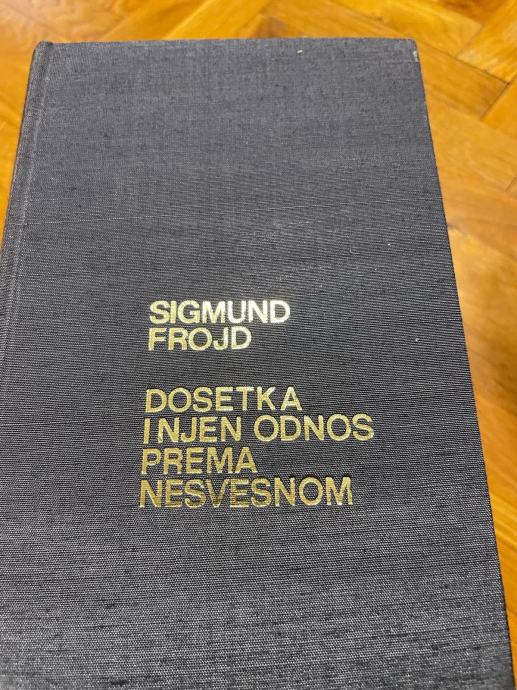 SIGMUND
FROJD
DOSETKA
I NJEN ODNOS
PREMA
NESVESNOM